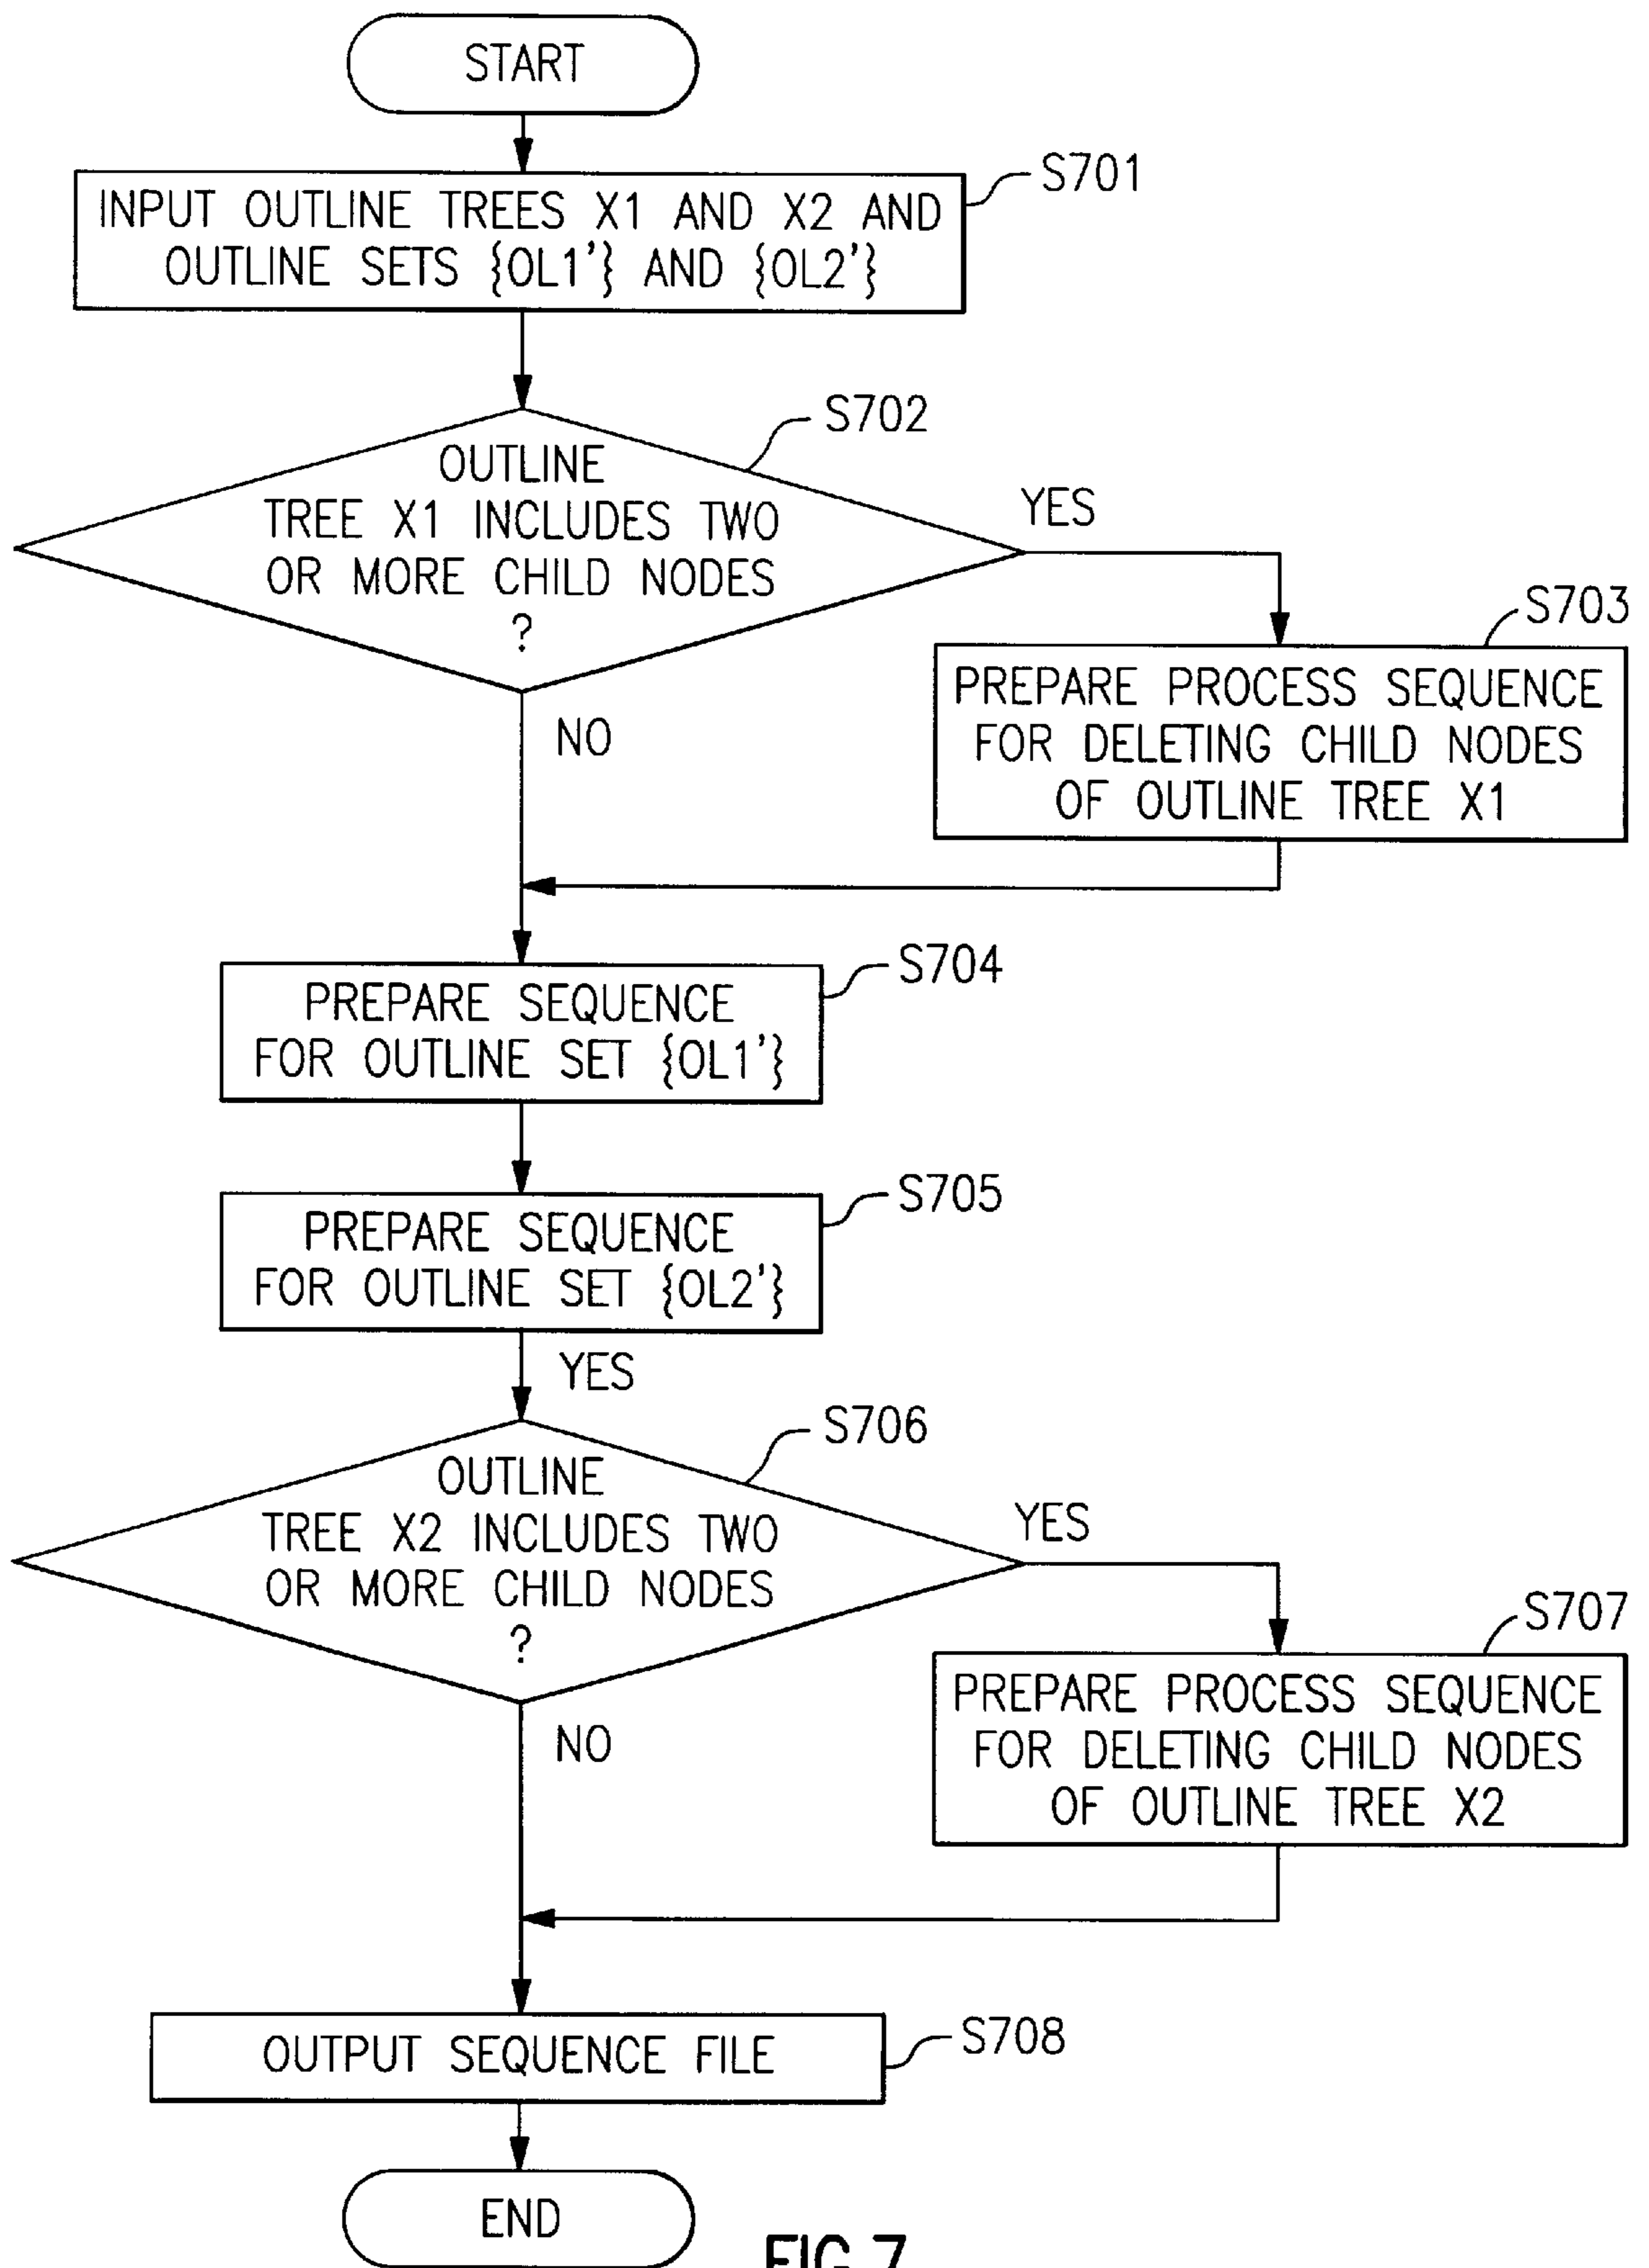 START
S701
INPUT OUTLINE TREES X1 AND X2 AND
OUTLINE SETS {OL1'} AND {OL2'}
S702
OUTLINE
TREE X1 INCLUDES TWO
OR MORE CHILD NODES
?
YES
NO
S703
PREPARE PROCESS SEQUENCE
FOR DELETING CHILD NODES
OF OUTLINE TREE X1
S704
PREPARE SEQUENCE
FOR OUTLINE SET {OL1'}
S705
PREPARE SEQUENCE
FOR OUTLINE SET {OL2'}
YES
S706
OUTLINE
TREE X2 INCLUDES TWO
OR MORE CHILD NODES
?
YES
NO
S707
PREPARE PROCESS SEQUENCE
FOR DELETING CHILD NODES
OF OUTLINE TREE X2
S708
OUTPUT SEQUENCE FILE
END
FIG.7